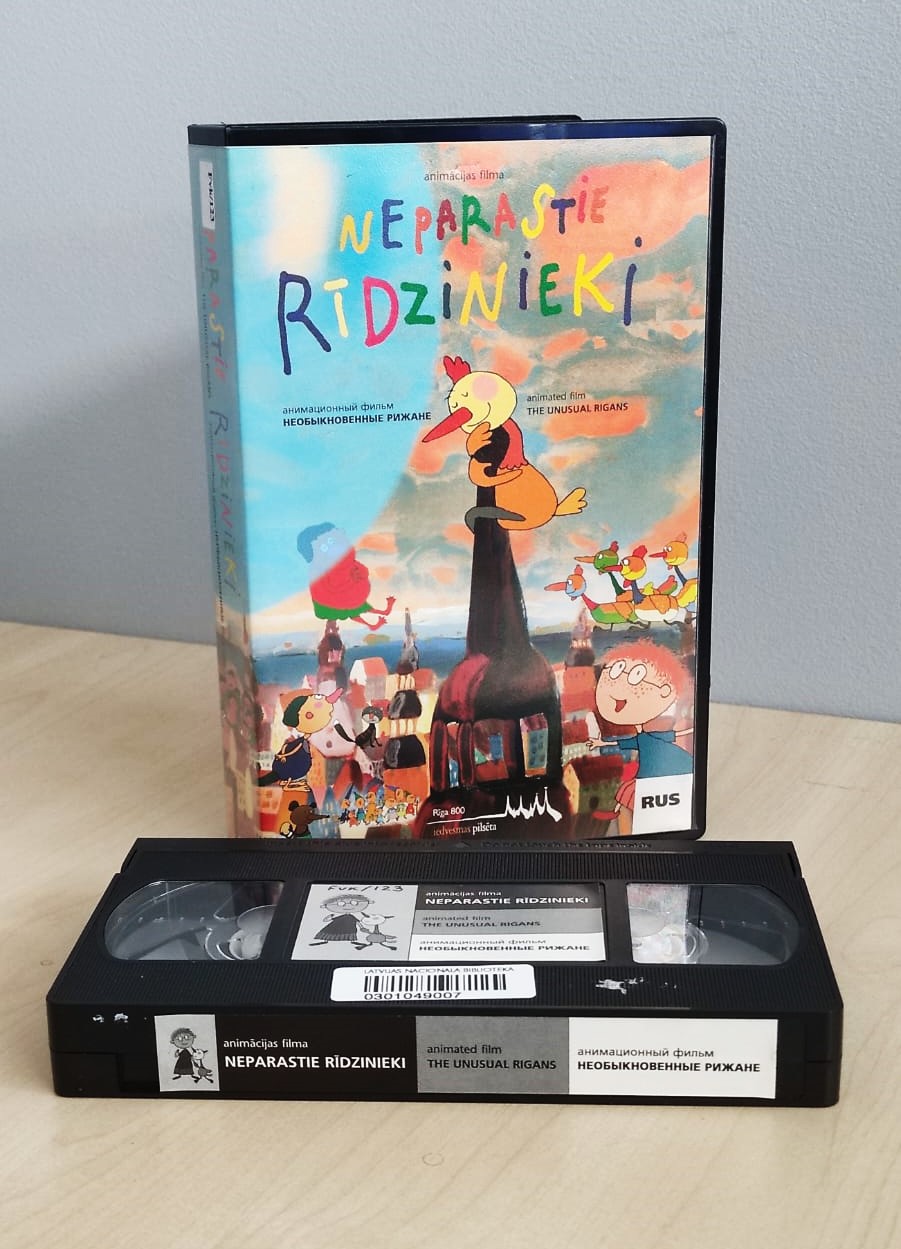 animācijas filma
NEPARASTIE
RĪDZINIEKI
анимационный фильм
НЕОБЫКНОВЕННЫЕ РИЖАНЕ
animated film
THE UNUSUAL RIGANS
Rīga 800
iedvesmas pilsēta
RUS
FVK/123
animācijas filma
NEPARASTIE RĪDZINIEKI
animated film
THE UNUSUAL RIGANS
анимационный фильм
НЕОБЫКНОВЕННЫЕ РИЖАНЕ
LATVIJAS NACIONALA BIBLIOTEKA
0301049007
animācijas filma
NEPARASTIE RĪDZINIEKI
animated film
THE UNUSUAL RIGANS
анимационный фильм
НЕОБЫКНОВЕННЫЕ РИЖАНЕ